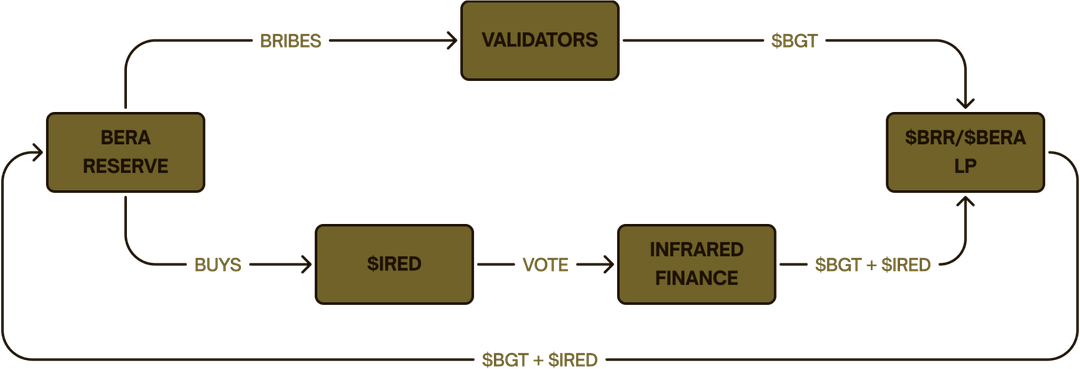 BRIBES
VALIDATORS
$BGT
BERA
RESERVE
$BRR/$BERA
LP
BUYS
$IRED
VOTE
INFRARED
FINANCE
$BGT + $IRED
$BGT + $IRED